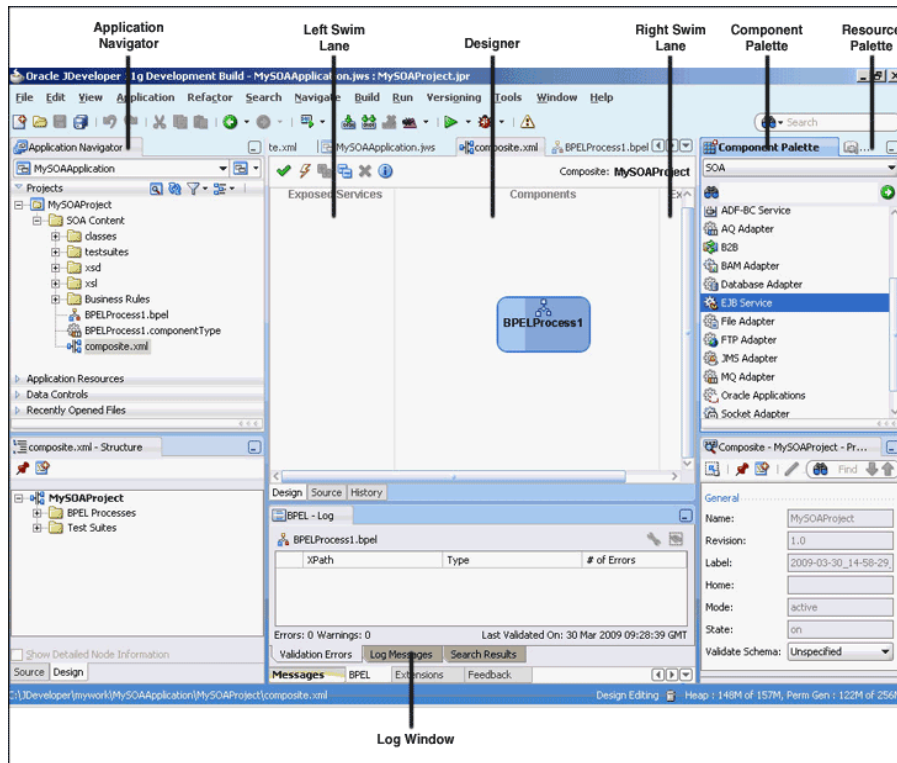 Application Navigator
Left Swim Lane
Designer
Right Swim Lane
Component Palette
Resource Palette
Oracle JDeveloper 11g Development Build - MySOAApplication.jws : MySOAProject.jpr
File Edit View Application Refactor Search Navigate Build Run Versioning Tools Window Help
Search
Application Navigator
MySOAApplication
Projects
MySOAProject
SOA Content
classes
testsuites
xsd
xsl
Business Rules
BPELProcess1.bpel
BPELProcess1.componentType
composite.xml
Application Resources
Data Controls
Recently Opened Files
composite.xml - Structure
MySOAProject
BPEL Processes
Test Suites
Show Detailed Node Information
Source Design
te.xml MySOAApplication.jws composite.xml BPELProcess1.bpel
Composite: MySOAProject
Exposed Services Components Ex
BPELProcess1
Design Source History
BPEL - Log
BPELProcess1.bpel
XPath Type # of Errors
Errors: 0 Warnings: 0 Last Validated On: 30 Mar 2009 09:28:39 GMT
Validation Errors Log Messages Search Results
Messages BPEL Extensions Feedback
Component Palette
SOA
ADF-BC Service
AQ Adapter
B2B
BAM Adapter
Database Adapter
EJB Service
File Adapter
FTP Adapter
JMS Adapter
MQ Adapter
Oracle Applications
Socket Adapter
Composite - MySOAProject - Pr...
Find
General
Name: MySOAProject
Revision: 1.0
Label: 2009-03-30_14-58-29_
Home:
Mode: active
State: on
Validate Schema: Unspecified
C:\JDeveloper\mywork\MySOAApplication\MySOAProject\composite.xml Design Editing Heap : 148M of 157M, Perm Gen : 122M of 256M
Log Window